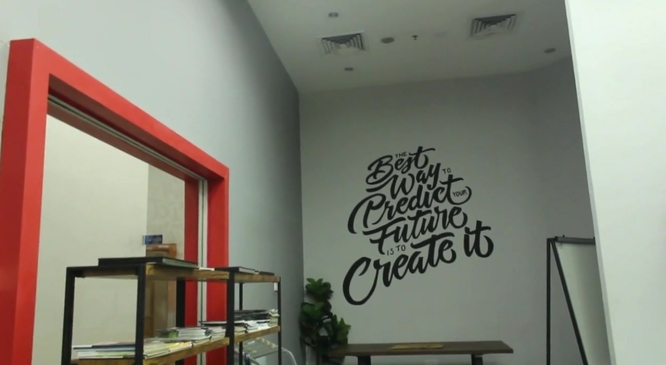 THE
Best
Way TO
Predict YOUR
Future
IS TO
Create it